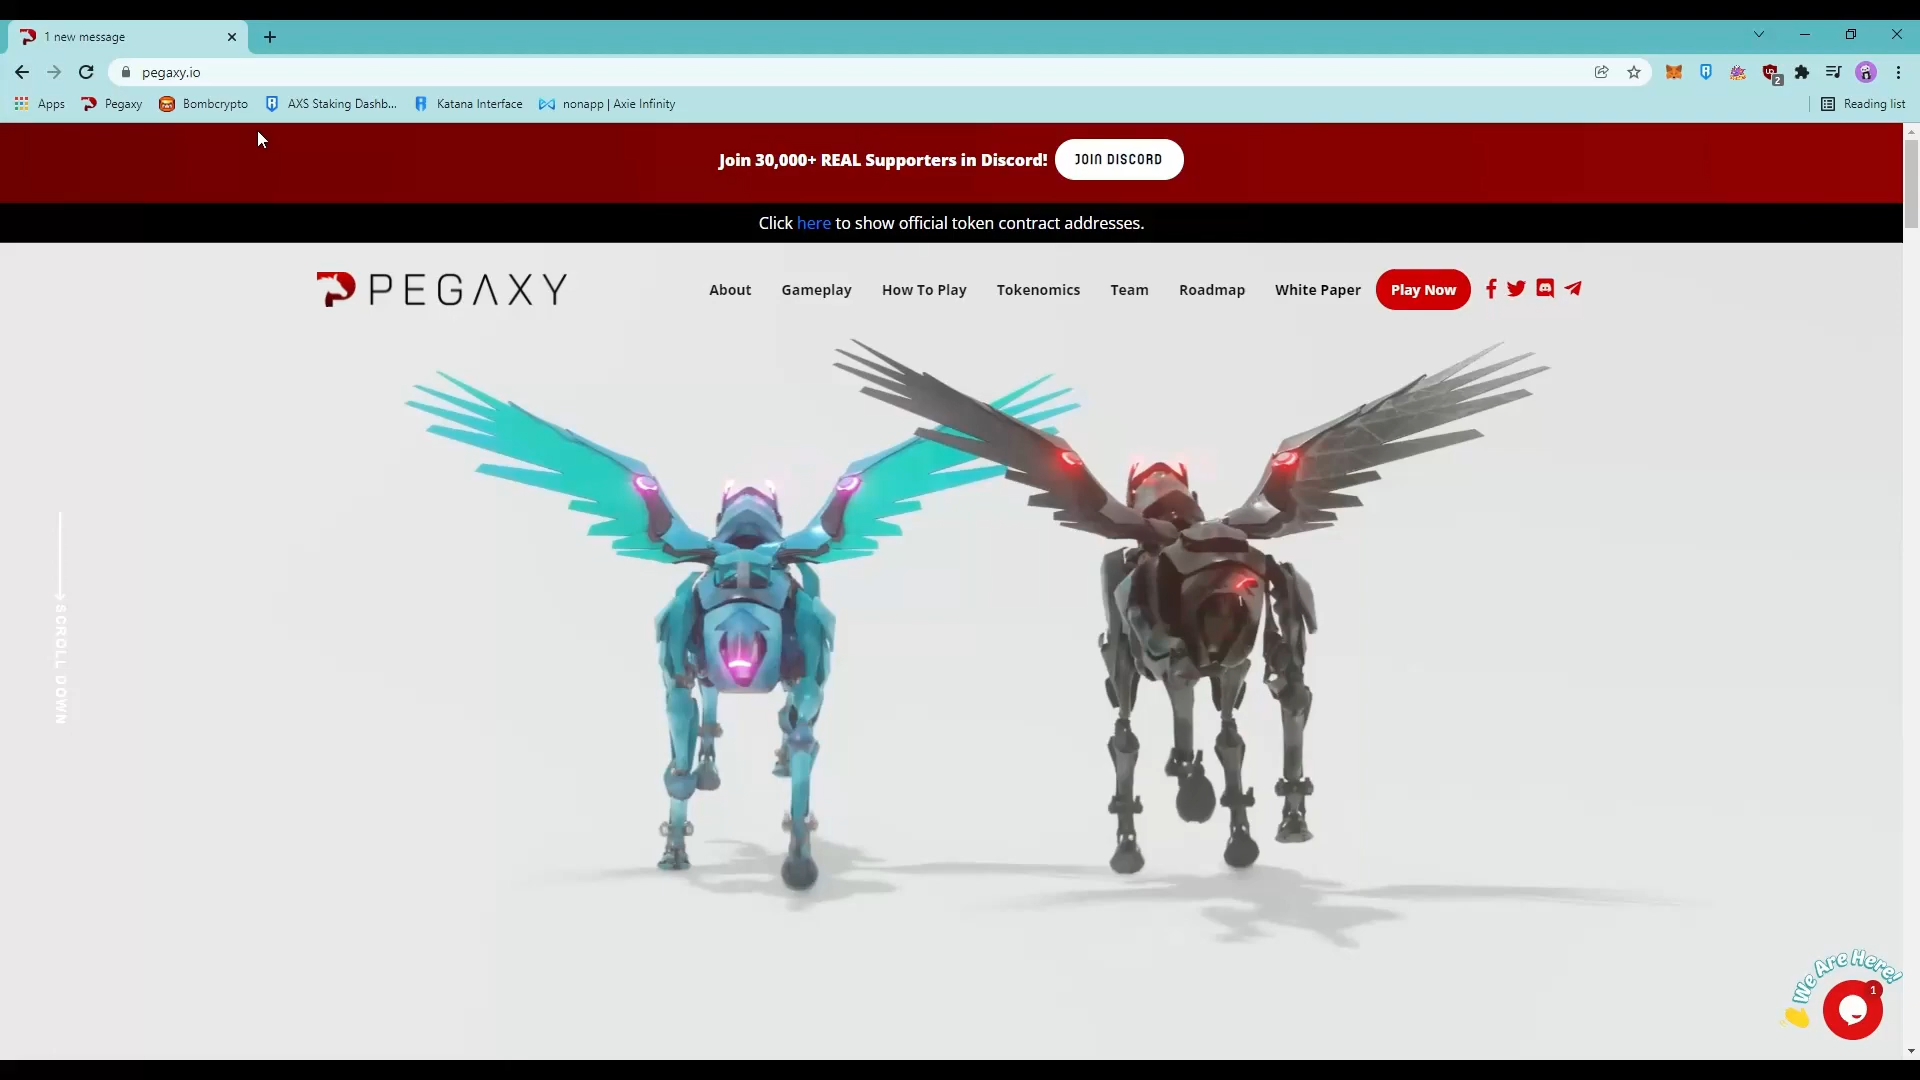 1 new message
pegaxy.io
2
Apps
Pegaxy
Bombcrypto
AXS Staking Dashb...
Katana Interface
nonapp | Axie Infinity
Reading list
Join 30,000+ REAL Supporters in Discord!
JOIN DISCORD
Click here to show official token contract addresses.
PEGAXY
About
Gameplay
How To Play
Tokenomics
Team
Roadmap
White Paper
Play Now
SCROLL DOWN
We Are Here!
1